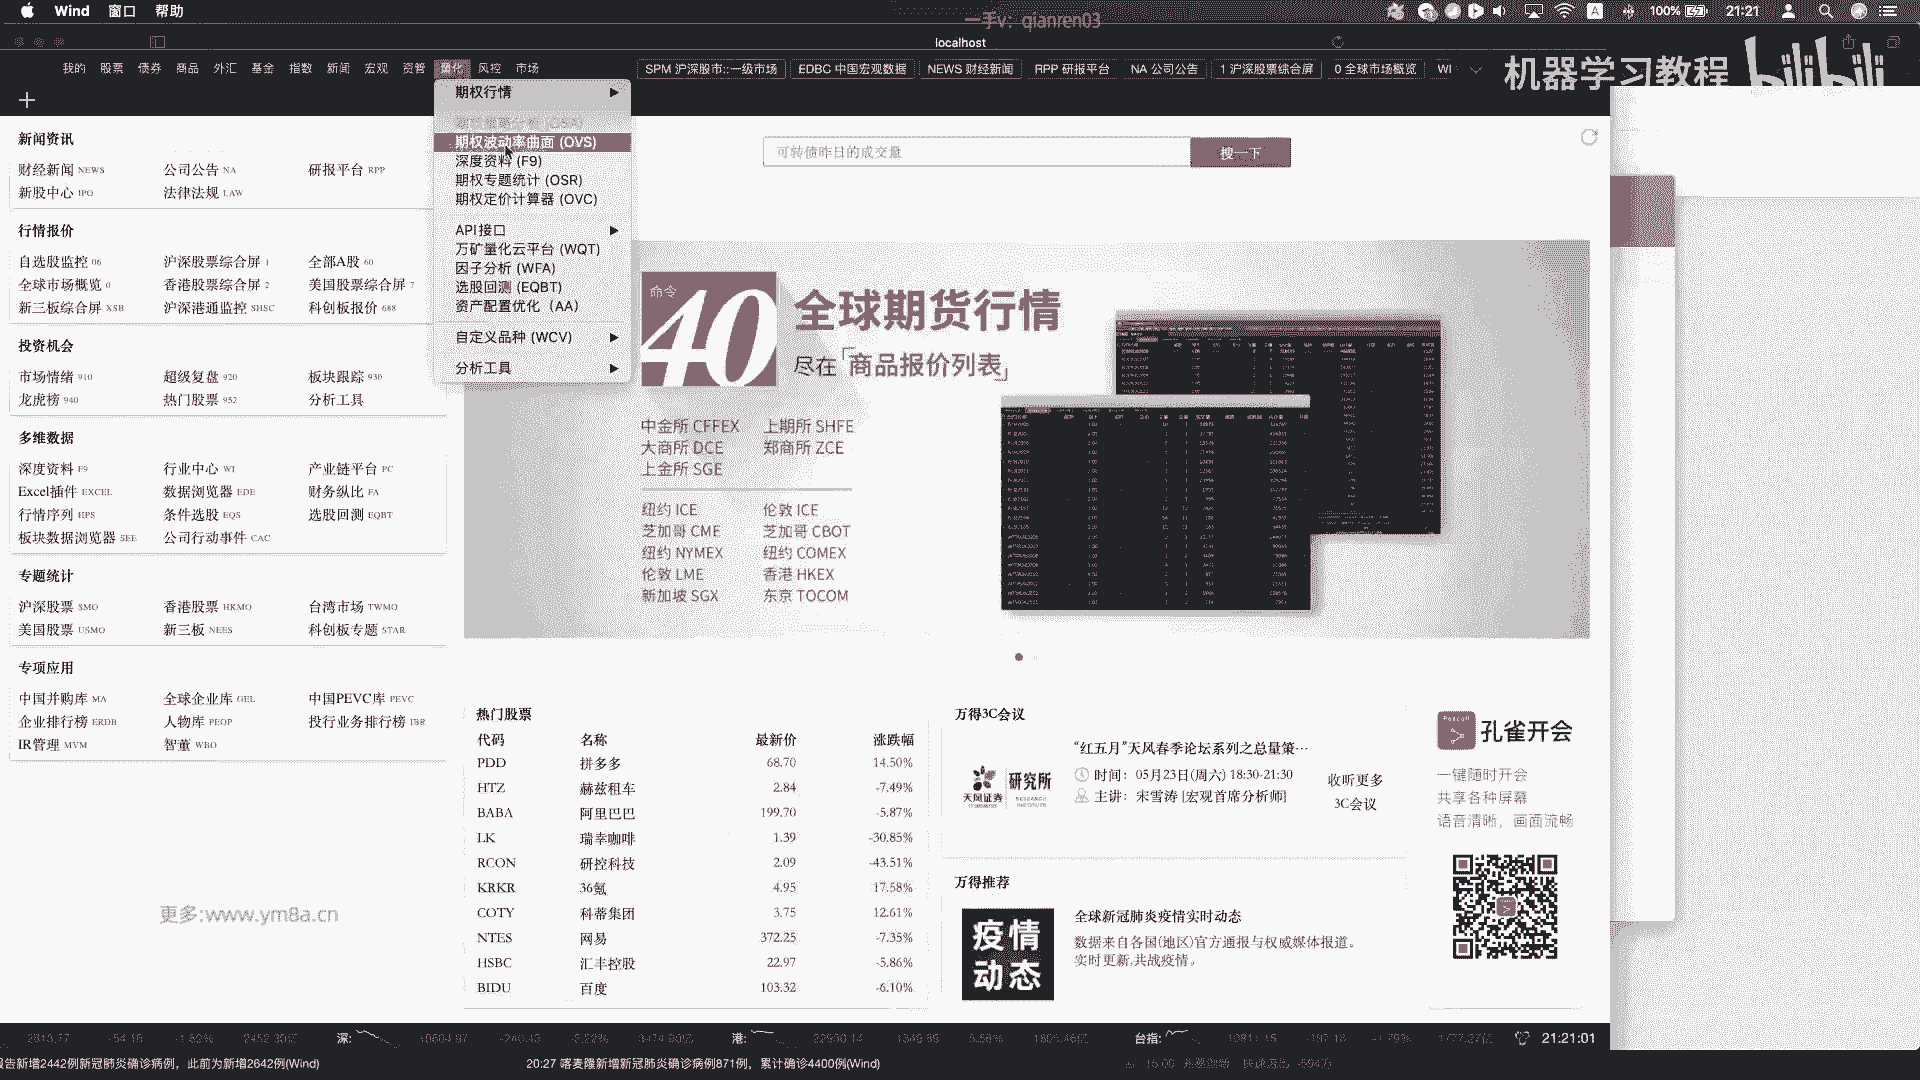 Wind 窗口 帮助
一手v：qianren03
100% 21:21
localhost
我的 股票 债券 商品 外汇 基金 指数 新闻 宏观 资管 量化 风控 市场
SPM 沪深股市::一级市场 EDBC 中国宏观数据 NEWS 财经新闻 RPP 研报平台 NA 公司公告 1 沪深股票综合屏 0 全球市场概览 WI
机器学习教程 bilibili
期权行情
期权波动率曲面 (OVS)
深度资料 (F9)
期权专题统计 (OSR)
期权定价计算器 (OVC)
API接口
万矿量化云平台 (WQT)
因子分析 (WFA)
选股回测 (EQBT)
资产配置优化（AA）
自定义品种 (WCV)
分析工具
新闻资讯
财经新闻 NEWS 公司公告 NA 研报平台 RPP
新股中心 IPO 法律法规 LAW
行情报价
自选股监控 06 沪深股票综合屏 1 全部A股 60
全球市场概览 0 香港股票综合屏 2 美国股票综合屏 7
新三板综合屏 XSB 沪深港通监控 SHSC 科创板报价 688
投资机会
市场情绪 910 超级复盘 920 板块跟踪 930
龙虎榜 940 热门股票 952 分析工具
多维数据
深度资料 F9 行业中心 WI 产业链平台 PC
Excel插件 EXCEL 数据浏览器 EDE 财务纵比 FA
行情序列 HPS 条件选股 EQS 选股回测 EQBT
板块数据浏览器 SEE 公司行动事件 CAC
专题统计
沪深股票 SMO 香港股票 HKMO 台湾市场 TWMO
美国股票 USMO 新三板 NEES 科创板专题 STAR
专项应用
中国并购库 MA 全球企业库 GEL 中国PEVC库 PEVC
企业排行榜 ERDB 人物库 PEOP 投行业务排行榜 IBR
IR管理 MVM 智董 WBO
更多:www.ym8a.cn
可转债昨日的成交量 搜一下
命令 40 全球期货行情
尽在「商品报价列表」
中金所 CFFEX 上期所 SHFE
大商所 DCE 郑商所 ZCE
上金所 SGE
纽约 ICE 伦敦 ICE
芝加哥 CME 芝加哥 CBOT
纽约 NYMEX 纽约 COMEX
伦敦 LME 香港 HKEX
新加坡 SGX 东京 TOCOM
热门股票
代码 名称 最新价 涨跌幅
PDD 拼多多 68.70 14.50%
HTZ 赫兹租车 2.84 -7.49%
BABA 阿里巴巴 199.70 -5.87%
LK 瑞幸咖啡 1.39 -30.85%
RCON 研控科技 2.09 -43.51%
KRKR 36氪 4.95 17.58%
COTY 科蒂集团 3.75 12.61%
NTES 网易 372.25 -7.35%
HSBC 汇丰控股 22.97 -5.86%
BIDU 百度 103.32 -6.10%
万得3C会议
天风证券 研究所
“红五月”天风春季论坛系列之总量策…
时间：05月23日(周六) 18:30-21:30
主讲：宋雪涛 [宏观首席分析师]
收听更多
3C会议
万得推荐
疫情动态
全球新冠肺炎疫情实时动态
数据来自各国(地区)官方通报与权威媒体报道。
实时更新,共战疫情。
孔雀开会
一键随时开会
共享各种屏幕
语音清晰，画面流畅
深: 港: 台指: 21:21:01
告新增2442例新冠肺炎确诊病例，此前为新增2642例(Wind) 20:27 喀麦隆新增新冠肺炎确诊病例871例，累计确诊4400例(Wind)